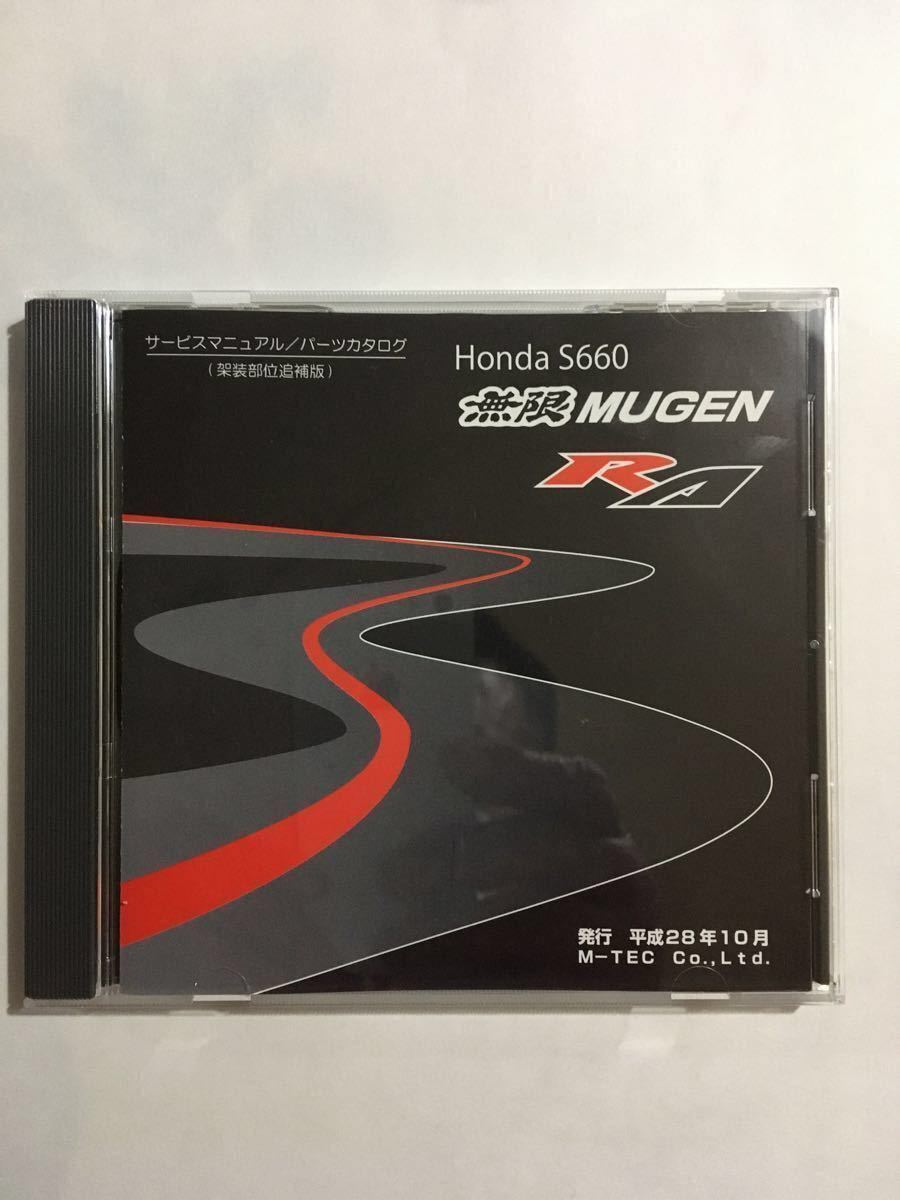 サービスマニュアル／パーツカタログ
（架装部位追補版）
Honda S660
無限 MUGEN
RA
発行 平成28年10月
M-TEC Co.,Ltd.